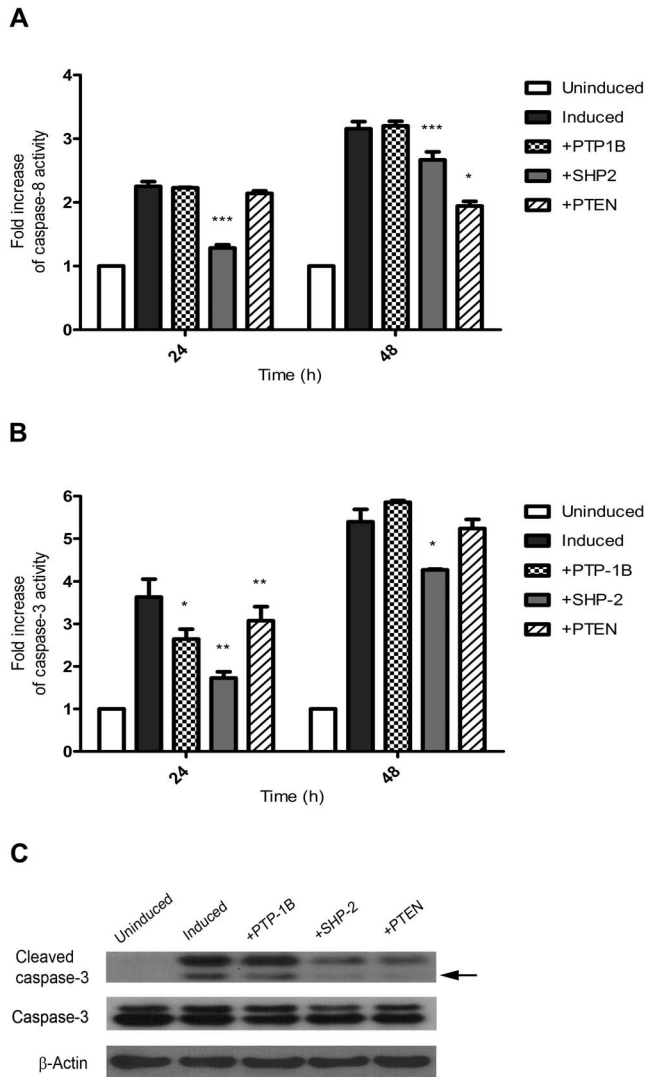 A
Fold increase
of caspase-8 activity
4
3
2
1
0
***
***
*
24
48
Time (h)
Uninduced
Induced
+PTP1B
+SHP2
+PTEN
B
Fold increase
of caspase-3 activity
6
5
4
3
2
1
0
*
**
**
*
24
48
Time (h)
Uninduced
Induced
+PTP-1B
+SHP-2
+PTEN
C
Uninduced
Induced
+PTP-1B
+SHP-2
+PTEN
Cleaved
caspase-3
Caspase-3
β-Actin